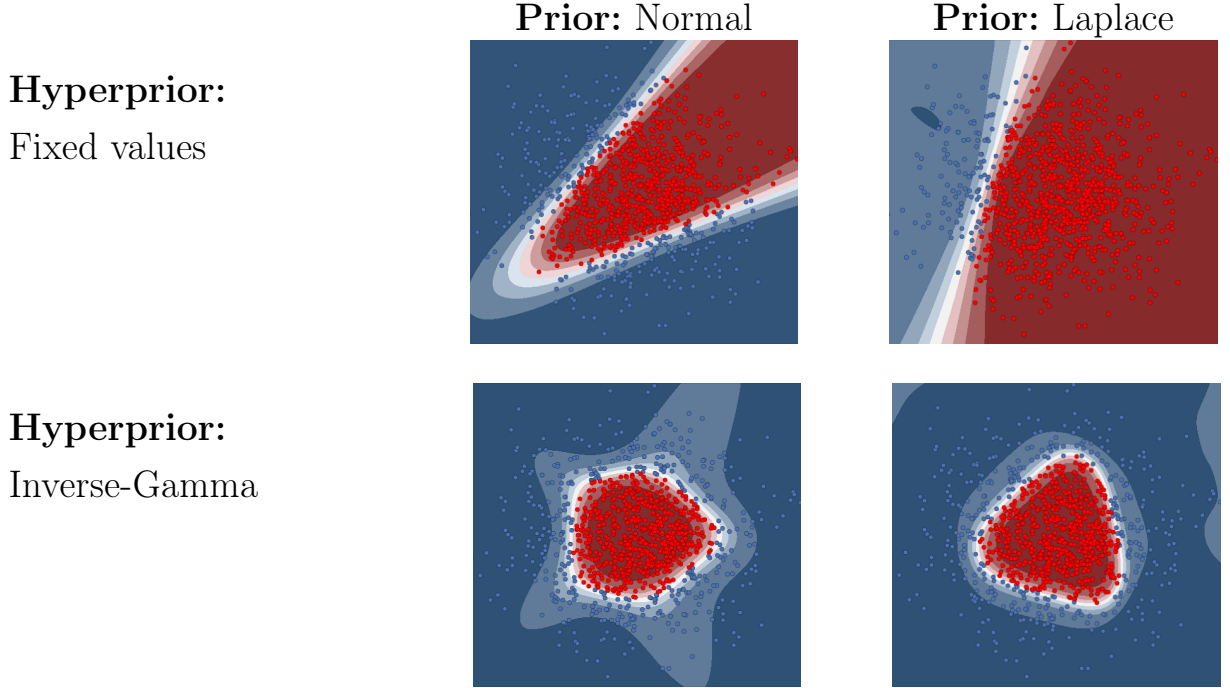 Prior: Normal
Prior: Laplace
Hyperprior:
Fixed values
Hyperprior:
Inverse-Gamma